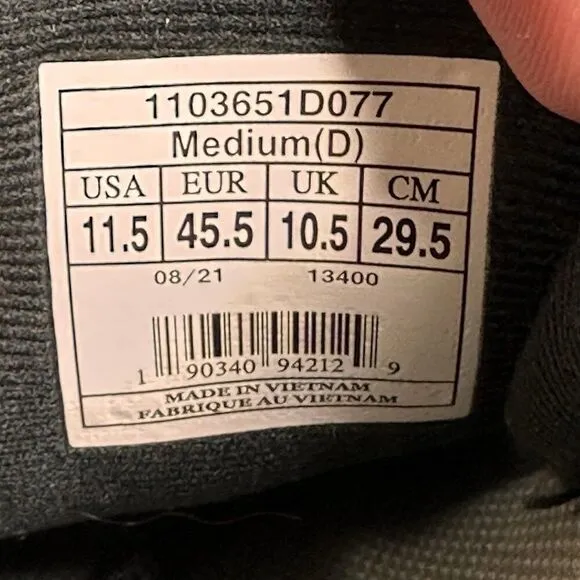 1103651D077
Medium(D)
USA EUR UK CM
11.5 45.5 10.5 29.5
08/21 13400
1 90340 94212 9
MADE IN VIETNAM
FABRIQUE AU VIETNAM